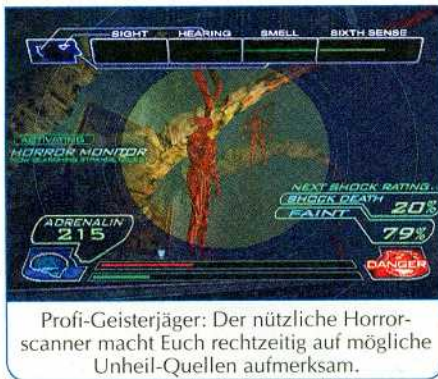 SIGHT HEARING SMELL SIXTH SENSE
ACTIVATING
HORROR MONITOR
NEXT SHOCK RATING...
SHOCK DEATH 20%
FAINT 79%
ADRENALIN
215
DANGER
Profi-Geisterjäger: Der nützliche Horror-
scanner macht Euch rechtzeitig auf mögliche
Unheil-Quellen aufmerksam.